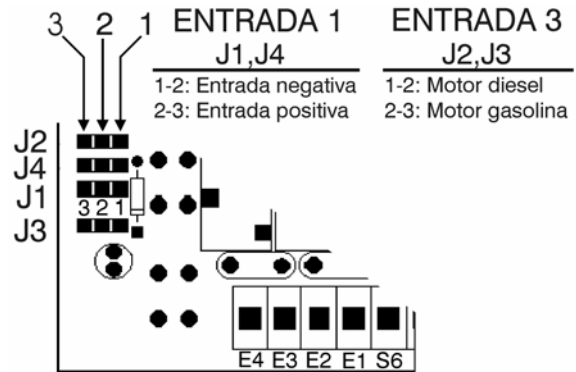 3 2 1
ENTRADA 1
J1,J4
1-2: Entrada negativa
2-3: Entrada positiva
ENTRADA 3
J2,J3
1-2: Motor diesel
2-3: Motor gasolina
J2
J4
J1
3 2 1
J3
E4 E3 E2 E1 S6